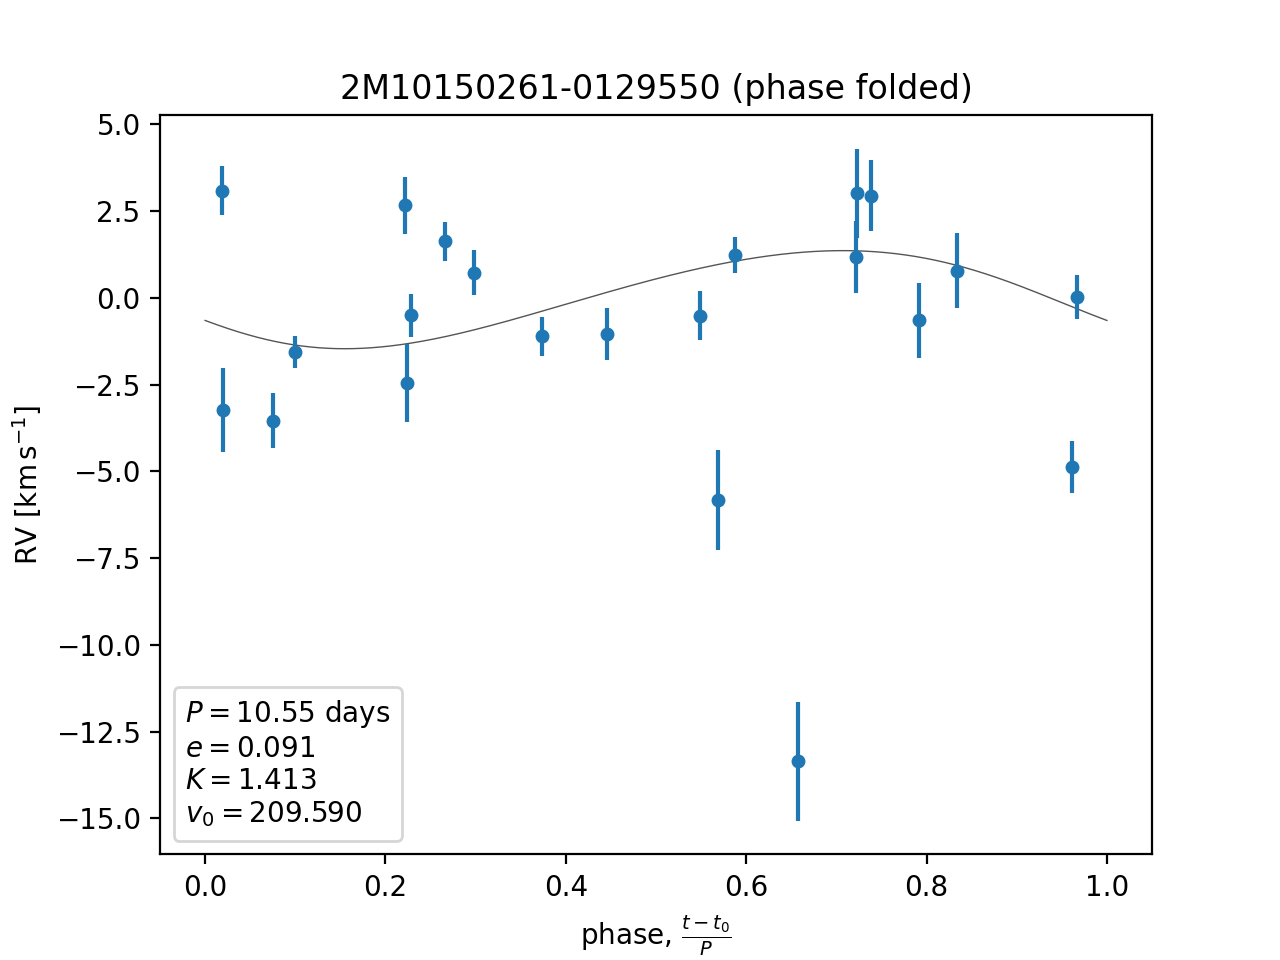 2M10150261-0129550 (phase folded)
RV [km s⁻¹]
5.0
2.5
0.0
−2.5
−5.0
−7.5
−10.0
−12.5
−15.0
P = 10.55 days
e = 0.091
K = 1.413
v₀ = 209.590
0.0 0.2 0.4 0.6 0.8 1.0
phase, (t − t₀)/P